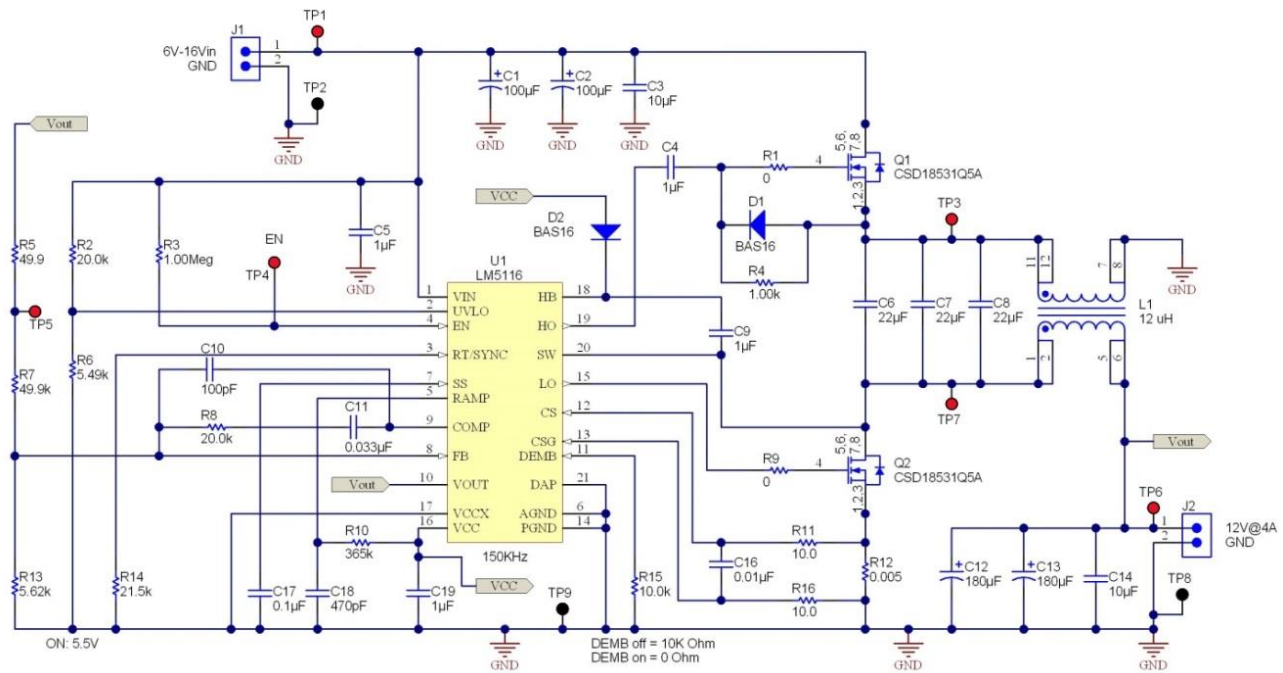 TP1
J1
6V-16Vin
GND
1
2
TP2
GND
Vout
C1
100µF
GND
C2
100µF
GND
C3
10µF
GND
C4
1µF
R1
0
4
5,6,
7,8
1,2,3
Q1
CSD18531Q5A
VCC
D2
BAS16
D1
BAS16
R4
1.00k
TP3
R5
49.9
R2
20.0k
R3
1.00Meg
EN
TP4
C5
1µF
GND
TP5
U1
LM5116
1 VIN
2 UVLO
4 EN
3 RT/SYNC
7 SS
5 RAMP
9 COMP
8 FB
10 VOUT
17 VCCX
16 VCC
HB 18
HO 19
SW 20
LO 15
CS 12
CSG 13
DEMB 11
DAP 21
AGND 6
PGND 14
150KHz
C9
1µF
C6
22µF
C7
22µF
C8
22µF
11
12
7
8
GND
L1
12 uH
1
2
5
6
TP7
R7
49.9k
R6
5.49k
C10
100pF
R8
20.0k
C11
0.033µF
Vout
R9
0
4
5,6,
7,8
1,2,3
Q2
CSD18531Q5A
Vout
TP6
J2
1
2
12V@4A
GND
R10
365k
VCC
R11
10.0
C16
0.01µF
R16
10.0
R12
0.005
C12
180µF
C13
180µF
C14
10µF
TP8
R13
5.62k
R14
21.5k
C17
0.1µF
C18
470pF
C19
1µF
TP9
R15
10.0k
ON: 5.5V
GND
DEMB off = 10K Ohm
DEMB on = 0 Ohm
GND
GND